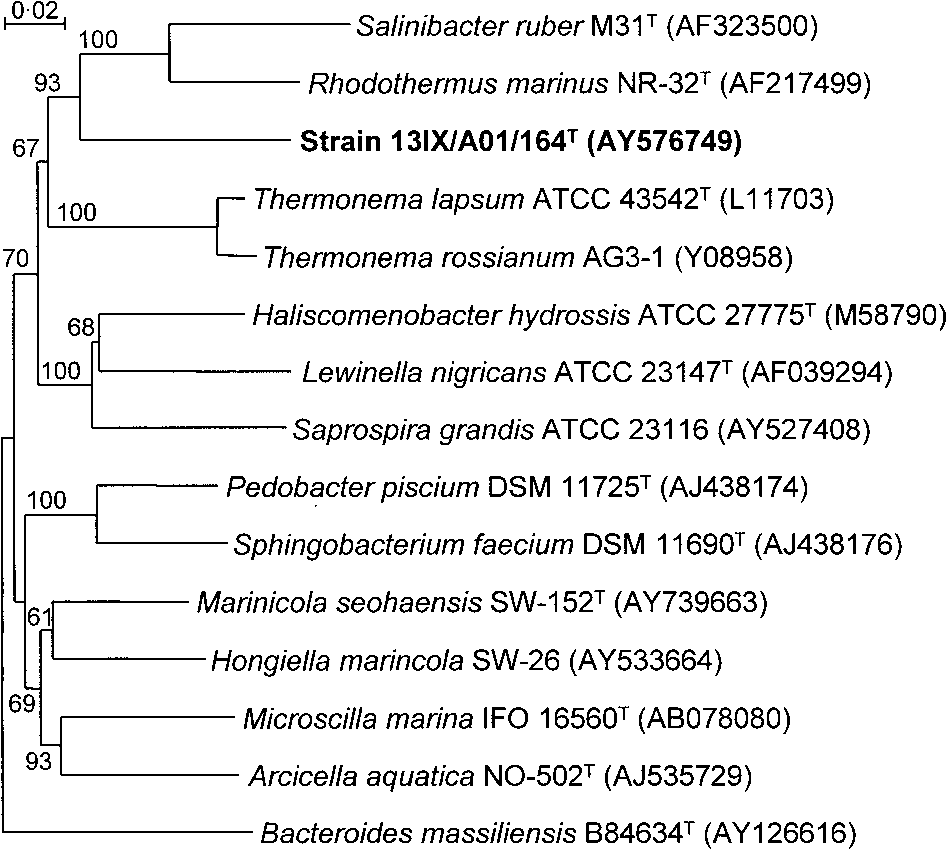 0·02
100
Salinibacter ruber M31ᵀ (AF323500)
Rhodothermus marinus NR-32ᵀ (AF217499)
93
Strain 13IX/A01/164ᵀ (AY576749)
67
Thermonema lapsum ATCC 43542ᵀ (L11703)
100
Thermonema rossianum AG3-1 (Y08958)
70
Haliscomenobacter hydrossis ATCC 27775ᵀ (M58790)
68
100
Lewinella nigricans ATCC 23147ᵀ (AF039294)
Saprospira grandis ATCC 23116 (AY527408)
Pedobacter piscium DSM 11725ᵀ (AJ438174)
100
Sphingobacterium faecium DSM 11690ᵀ (AJ438176)
Marinicola seohaensis SW-152ᵀ (AY739663)
61
Hongiella marincola SW-26 (AY533664)
69
Microscilla marina IFO 16560ᵀ (AB078080)
93
Arcicella aquatica NO-502ᵀ (AJ535729)
Bacteroides massiliensis B84634ᵀ (AY126616)